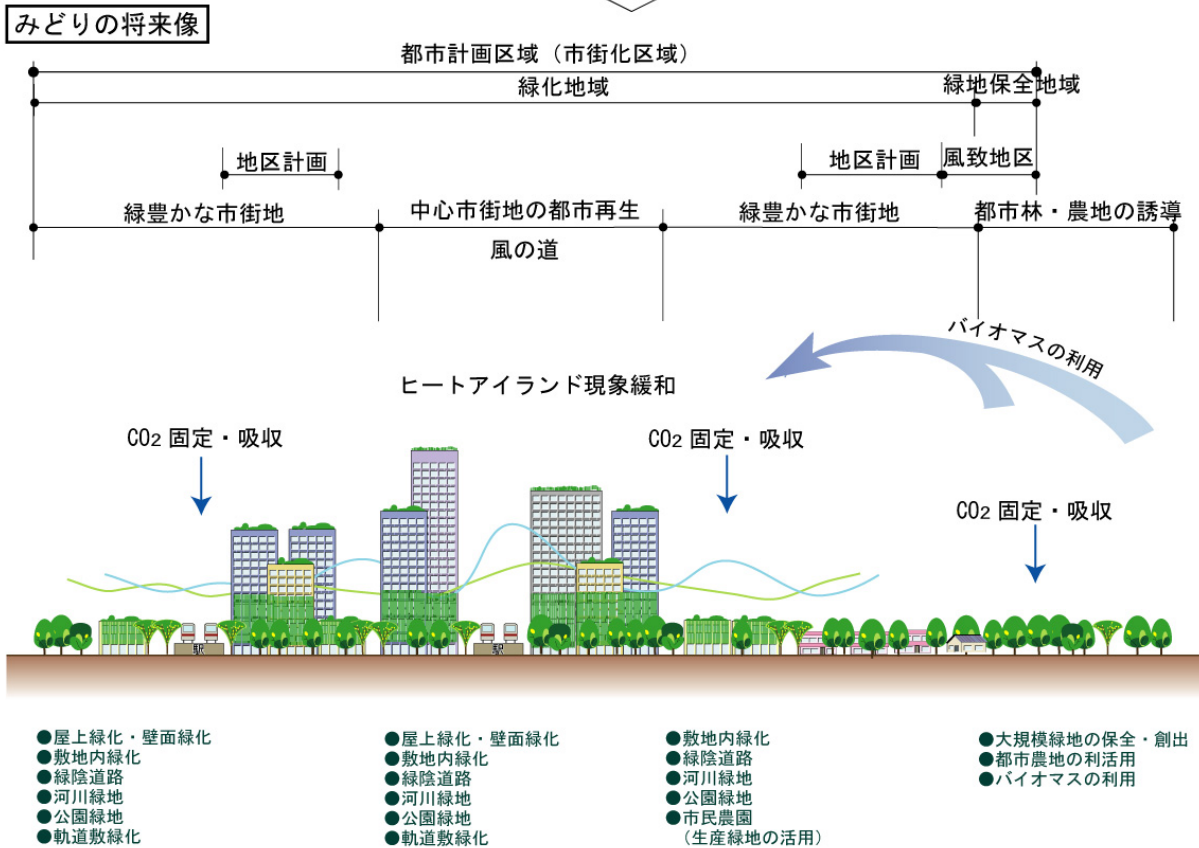 みどりの将来像
都市計画区域（市街化区域）
緑化地域
緑地保全地域
地区計画
地区計画
風致地区
緑豊かな市街地
中心市街地の都市再生
緑豊かな市街地
都市林・農地の誘導
風の道
バイオマスの利用
ヒートアイランド現象緩和
CO2 固定・吸収
CO2 固定・吸収
CO2 固定・吸収
駅
駅
●屋上緑化・壁面緑化
●敷地内緑化
●緑陰道路
●河川緑地
●公園緑地
●軌道敷緑化
●屋上緑化・壁面緑化
●敷地内緑化
●緑陰道路
●河川緑地
●公園緑地
●軌道敷緑化
●敷地内緑化
●緑陰道路
●河川緑地
●公園緑地
●市民農園
（生産緑地の活用）
●大規模緑地の保全・創出
●都市農地の利活用
●バイオマスの利用